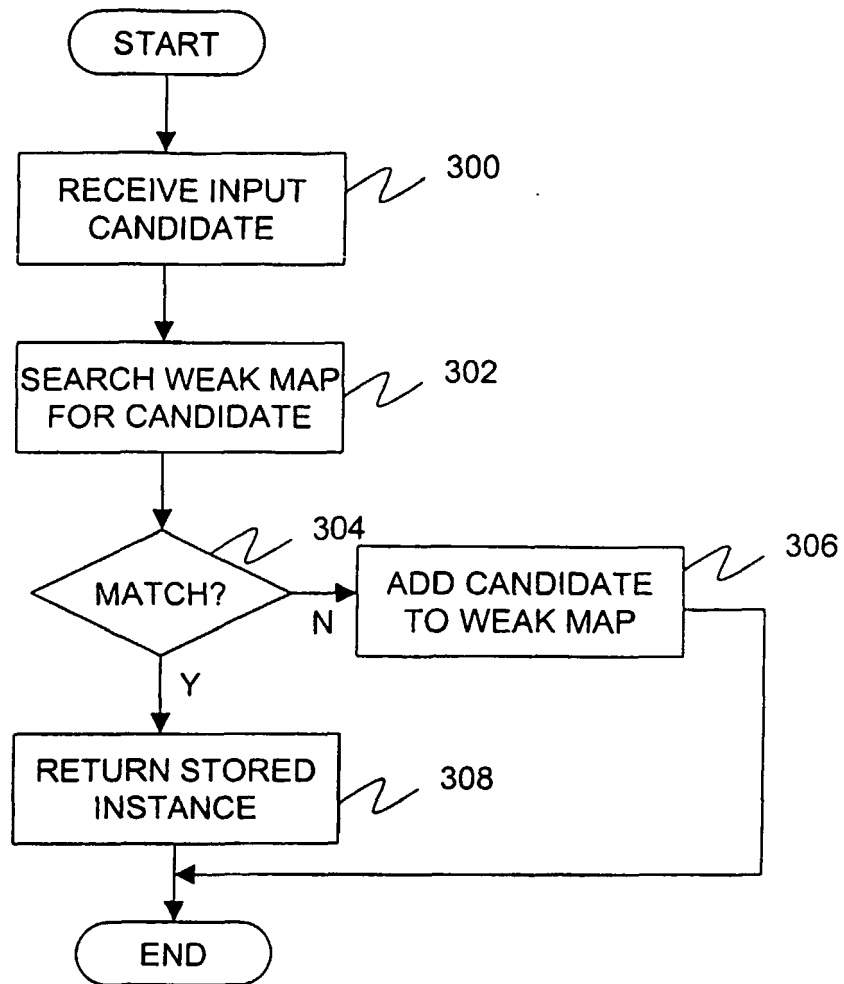 START
RECEIVE INPUT
CANDIDATE
300
SEARCH WEAK MAP
FOR CANDIDATE
302
MATCH?
304
N
ADD CANDIDATE
TO WEAK MAP
306
Y
RETURN STORED
INSTANCE
308
END